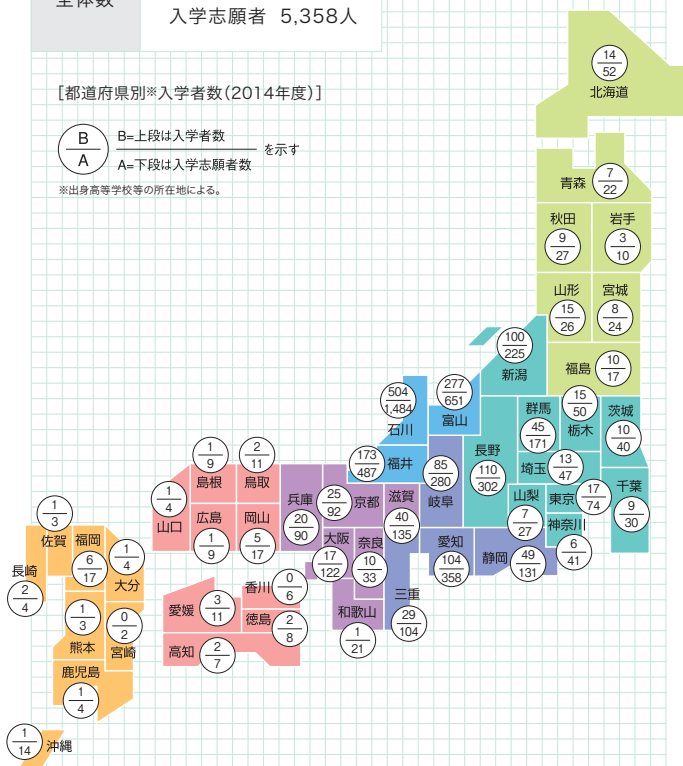 全体数
入学志願者 5,358人
[都道府県別※入学者数(2014年度)]
B
A
B=上段は入学者数
A=下段は入学志願者数
を示す
※出身高等学校等の所在地による。
14
52
北海道
青森
7
22
秋田
9
27
岩手
3
10
山形
15
26
宮城
8
24
100
225
新潟
福島
10
17
504
1,484
石川
277
651
富山
173
487
福井
群馬
45
171
15
50
栃木
茨城
10
40
長野
110
302
埼玉
13
47
千葉
9
30
山梨
7
27
東京
17
74
神奈川
6
41
85
280
岐阜
愛知
104
358
静岡
49
131
三重
29
104
滋賀
40
135
25
92
京都
兵庫
20
90
大阪
17
122
奈良
10
33
和歌山
1
21
1
9
島根
2
11
鳥取
1
4
山口
広島
1
9
岡山
5
17
香川
0
6
徳島
2
8
愛媛
3
11
高知
2
7
1
3
佐賀
福岡
6
17
1
4
大分
長崎
2
4
1
3
熊本
0
2
宮崎
鹿児島
1
4
1
14
沖縄